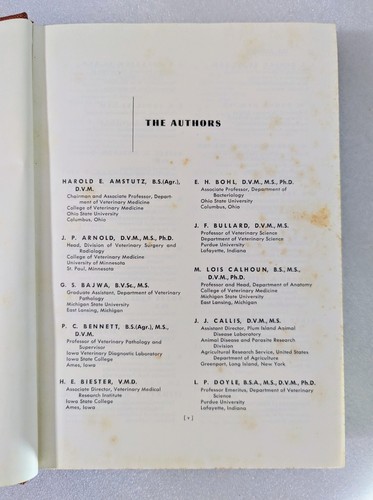 THE AUTHORS
HAROLD E. AMSTUTZ, B.S.(Agr.),
D.V.M.
Chairman and Associate Professor, Depart-
ment of Veterinary Medicine
College of Veterinary Medicine
Ohio State University
Columbus, Ohio
J. P. ARNOLD, D.V.M., M.S., Ph.D.
Head, Division of Veterinary Surgery and
Radiology
College of Veterinary Medicine
University of Minnesota
St. Paul, Minnesota
G. S. BAJWA, B.V.Sc., M.S.
Graduate Assistant, Department of Veterinary
Pathology
Michigan State University
East Lansing, Michigan
P. C. BENNETT, B.S.(Agr.), M.S.,
D.V.M.
Professor of Veterinary Pathology and
Supervisor
Iowa Veterinary Diagnostic Laboratory
Iowa State College
Ames, Iowa
H. E. BIESTER, V.M.D.
Associate Director, Veterinary Medical
Research Institute
Iowa State College
Ames, Iowa
E. H. BOHL, D.V.M., M.S., Ph.D.
Associate Professor, Department of
Bacteriology
Ohio State University
Columbus, Ohio
J. F. BULLARD, D.V.M., M.S.
Professor of Veterinary Science
Department of Veterinary Science
Purdue University
Lafayette, Indiana
M. LOIS CALHOUN, B.S., M.S.,
D.V.M., Ph.D.
Professor and Head, Department of Anatomy
College of Veterinary Medicine
Michigan State University
East Lansing, Michigan
J. J. CALLIS, D.V.M., M.S.
Assistant Director, Plum Island Animal
Disease Laboratory
Animal Disease and Parasite Research
Division
Agricultural Research Service, United States
Department of Agriculture
Greenport, Long Island, New York
L. P. DOYLE, B.S.A., M.S., D.V.M., Ph.D.
Professor Emeritus, Department of Veterinary
Science
Purdue University
Lafayette, Indiana
[ v ]